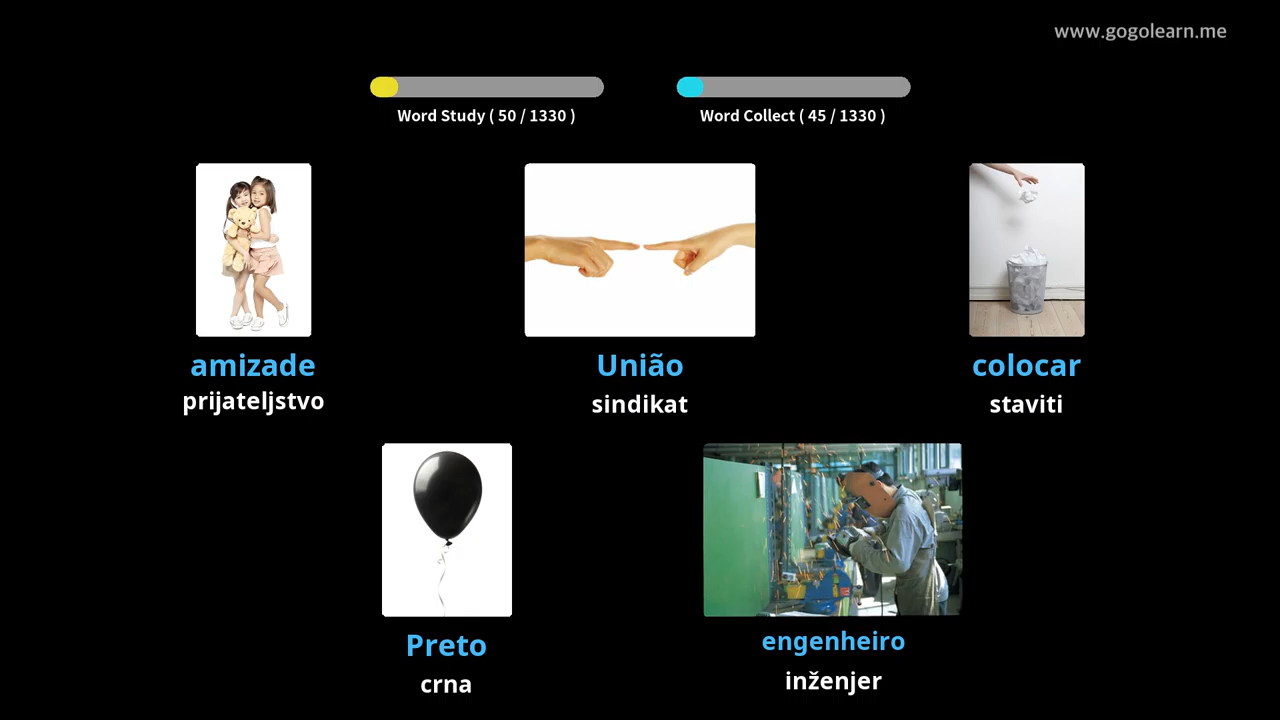 www.gogolearn.me
Word Study ( 50 / 1330 )
Word Collect ( 45 / 1330 )
amizade
prijateljstvo
União
sindikat
colocar
staviti
Preto
crna
engenheiro
inženjer